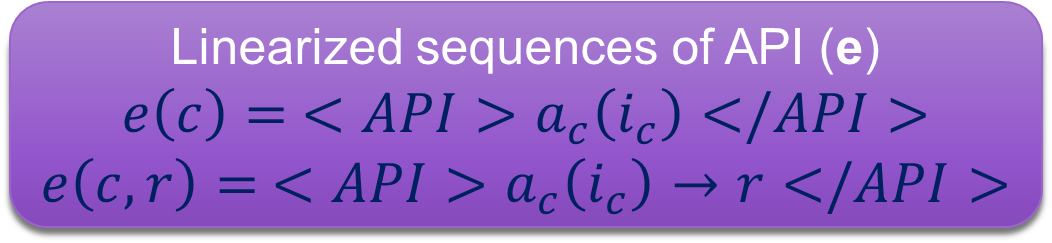 Linearized sequences of API (e)
e(c) = < API > a_c(i_c) </API >
e(c, r) = < API > a_c(i_c) → r </API >